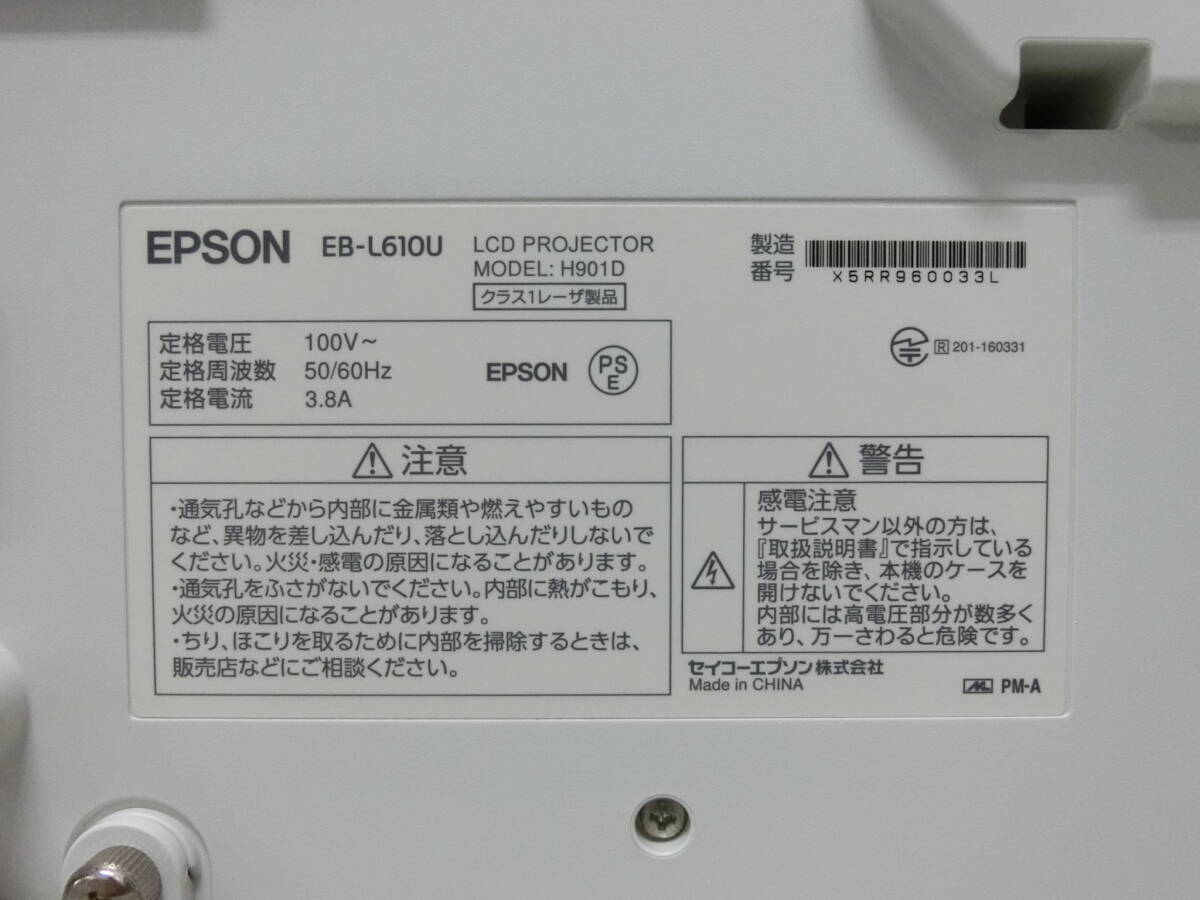 EPSON EB-L610U LCD PROJECTOR
MODEL: H901D
クラス1レーザ製品
製造
番号
X5RR960033L
R 201-160331
定格電圧 100V～
定格周波数 50/60Hz
定格電流 3.8A
EPSON PSE
注意
・通気孔などから内部に金属類や燃えやすいもの
など、異物を差し込んだり、落とし込んだりしないで
ください。火災・感電の原因になることがあります。
・通気孔をふさがないでください。内部に熱がこもり、
火災の原因になることがあります。
・ちり、ほこりを取るために内部を掃除するときは、
販売店などにご相談ください。
警告
感電注意
サービスマン以外の方は、
『取扱説明書』で指示している
場合を除き、本機のケースを
開けないでください。
内部には高電圧部分が数多く
あり、万一さわると危険です。
セイコーエプソン株式会社
Made in CHINA
PM-A